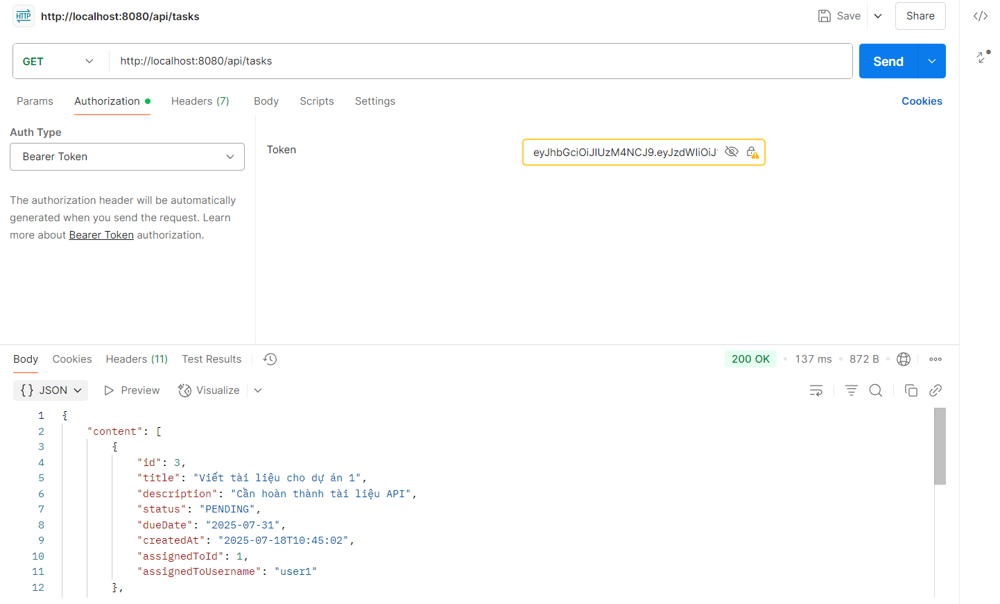 HTTP http://localhost:8080/api/tasks Save Share
GET http://localhost:8080/api/tasks Send
Params Authorization Headers (7) Body Scripts Settings Cookies
Auth Type
Bearer Token
Token eyJhbGciOiJIUzM4NCJ9.eyJzdWIiOiJ
The authorization header will be automatically
generated when you send the request. Learn
more about Bearer Token authorization.
Body Cookies Headers (11) Test Results 200 OK • 137 ms • 872 B •
{} JSON Preview Visualize
1 {
2 "content": [
3 {
4 "id": 3,
5 "title": "Viết tài liệu cho dự án 1",
6 "description": "Cần hoàn thành tài liệu API",
7 "status": "PENDING",
8 "dueDate": "2025-07-31",
9 "createdAt": "2025-07-18T10:45:02",
10 "assignedToId": 1,
11 "assignedToUsername": "user1"
12 },